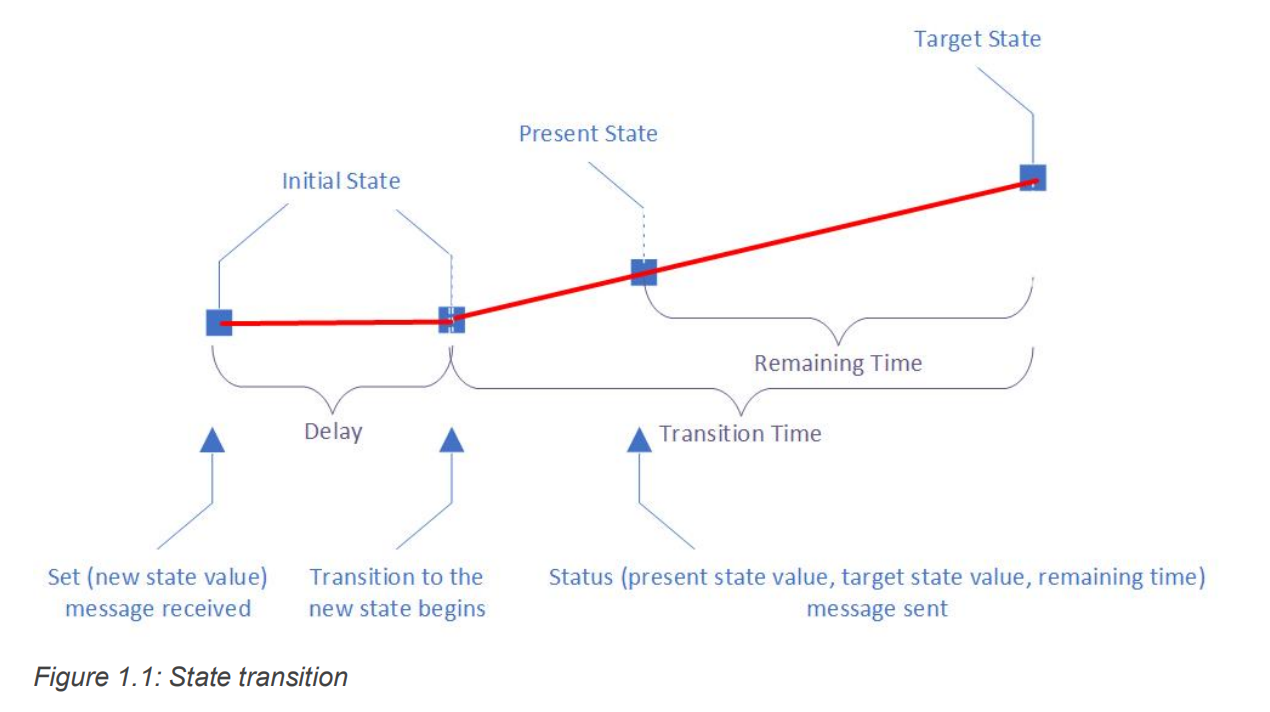 Target State
Present State
Initial State
Remaining Time
Delay
Transition Time
Set (new state value)
message received
Transition to the
new state begins
Status (present state value, target state value, remaining time)
message sent
Figure 1.1: State transition